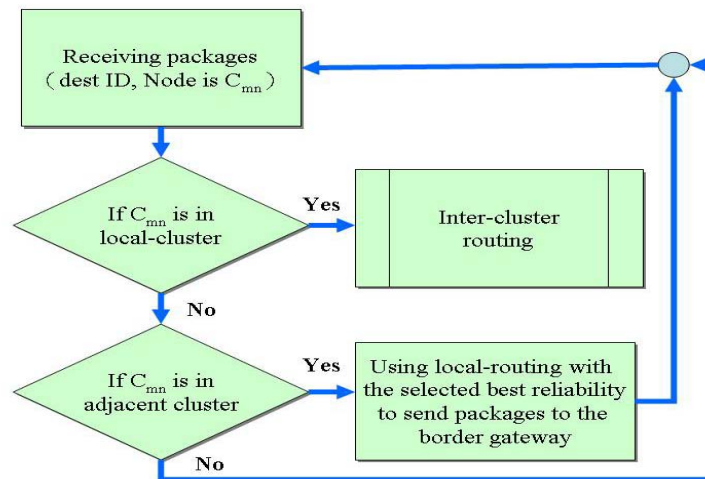 Receiving packages
(dest ID, Node is Cmn)
If Cmn is in
local-cluster
Yes
Inter-cluster
routing
No
If Cmn is in
adjacent cluster
Yes
Using local-routing with
the selected best reliability
to send packages to the
border gateway
No